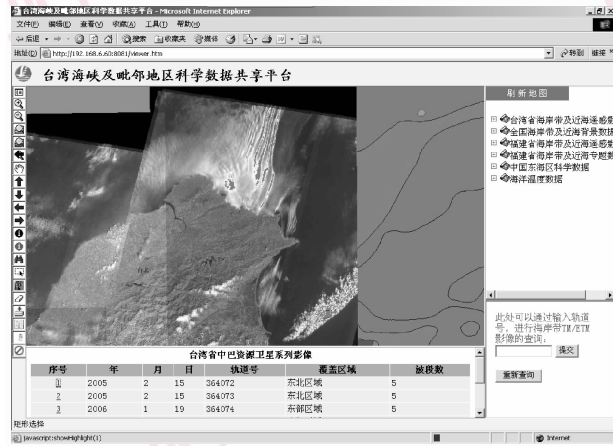 台湾海峡及毗邻地区科学数据共享平台 - Microsoft Internet Explorer
文件(F) 编辑(E) 查看(V) 收藏(A) 工具(T) 帮助(H)
后退 搜索 收藏夹 媒体
地址(D) http://192.168.6.60:8081/viewer.htm 转到 链接
台湾海峡及毗邻地区科学数据共享平台
刷新地图
台湾省海岸带及近海遥感影
全国海岸带及近海背景数据
福建省海岸带及近海遥感影
福建省海岸带及近海专题数
中国东海区科学数据
海洋温度数据
此处可以通过输入轨道
号，进行海岸带TM/ETM
影像的查询：
提交
重新查询
台湾省中巴资源卫星系列影像
序号 年 月 日 轨道号 覆盖区域 波段数
1 2005 2 15 364072 东北区域 5
2 2005 2 15 364073 东北区域 5
3 2006 1 19 364074 东部区域 5
矩形选择
javascript:showHighlight(1) Internet